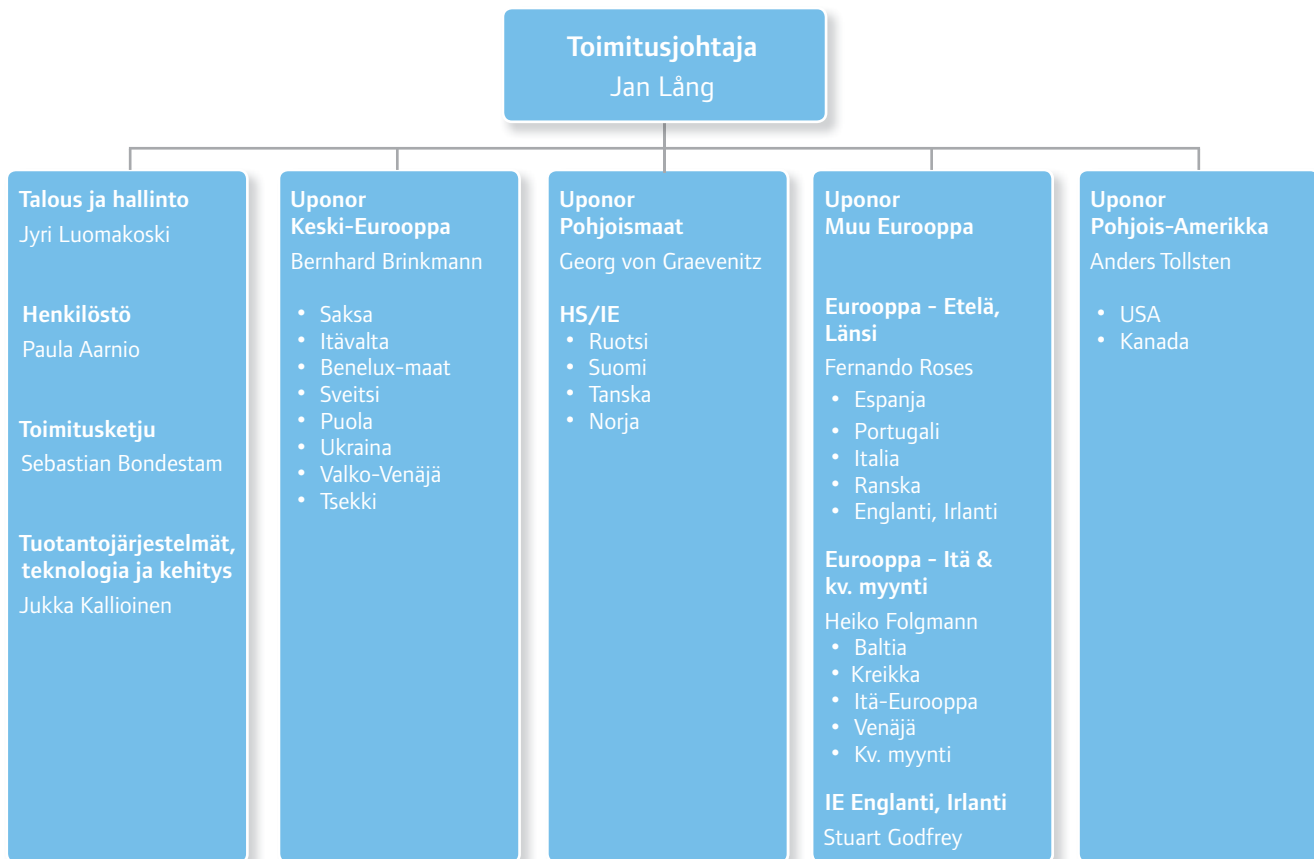 Toimitusjohtaja
Jan Lång
Talous ja hallinto
Jyri Luomakoski
Henkilöstö
Paula Aarnio
Toimitusketju
Sebastian Bondestam
Tuotantojärjestelmät,
teknologia ja kehitys
Jukka Kallioinen
Uponor
Keski-Eurooppa
Bernhard Brinkmann
• Saksa
• Itävalta
• Benelux-maat
• Sveitsi
• Puola
• Ukraina
• Valko-Venäjä
• Tsekki
Uponor
Pohjoismaat
Georg von Graevenitz
HS/IE
• Ruotsi
• Suomi
• Tanska
• Norja
Uponor
Muu Eurooppa
Eurooppa - Etelä,
Länsi
Fernando Roses
• Espanja
• Portugali
• Italia
• Ranska
• Englanti, Irlanti
Eurooppa - Itä &
kv. myynti
Heiko Folgmann
• Baltia
• Kreikka
• Itä-Eurooppa
• Venäjä
• Kv. myynti
IE Englanti, Irlanti
Stuart Godfrey
Uponor
Pohjois-Amerikka
Anders Tollsten
• USA
• Kanada